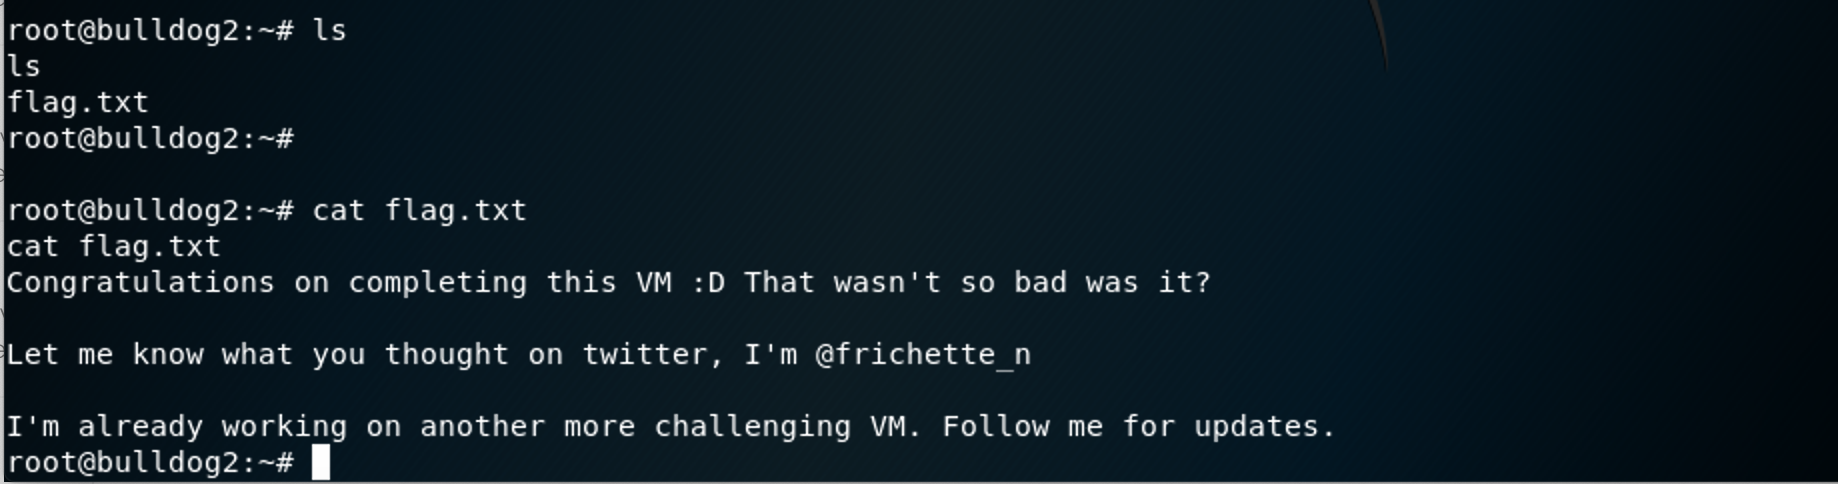 root@bulldog2:~# ls
ls
flag.txt
root@bulldog2:~#
root@bulldog2:~# cat flag.txt
cat flag.txt
Congratulations on completing this VM :D That wasn't so bad was it?
Let me know what you thought on twitter, I'm @frichette_n
I'm already working on another more challenging VM. Follow me for updates.
root@bulldog2:~#